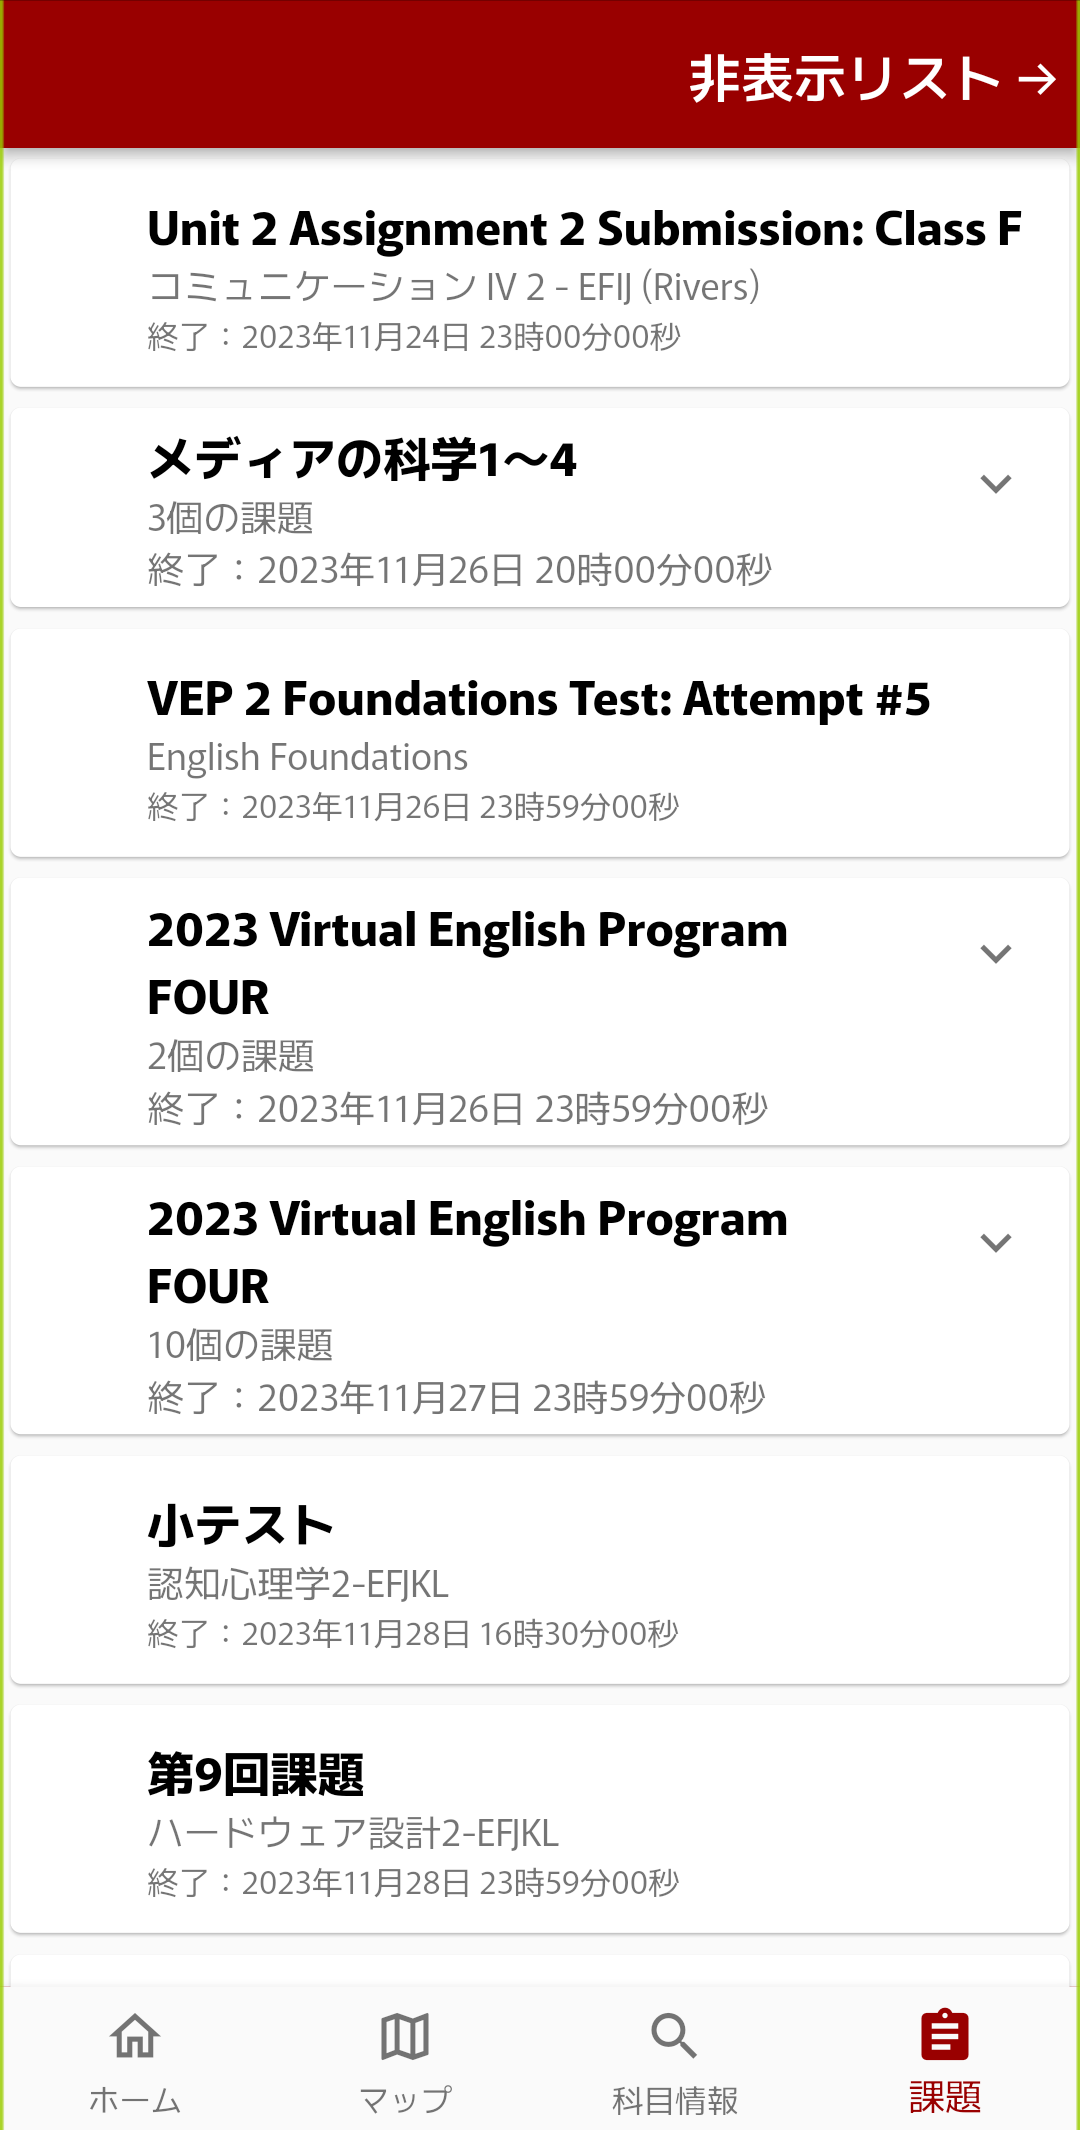 非表示リスト →
Unit 2 Assignment 2 Submission: Class F
コミュニケーション IV 2 - EFIJ (Rivers)
終了：2023年11月24日 23時00分00秒
メディアの科学1〜4
3個の課題
終了：2023年11月26日 20時00分00秒
VEP 2 Foundations Test: Attempt #5
English Foundations
終了：2023年11月26日 23時59分00秒
2023 Virtual English Program
FOUR
2個の課題
終了：2023年11月26日 23時59分00秒
2023 Virtual English Program
FOUR
10個の課題
終了：2023年11月27日 23時59分00秒
小テスト
認知心理学2-EFJKL
終了：2023年11月28日 16時30分00秒
第9回課題
ハードウェア設計2-EFJKL
終了：2023年11月28日 23時59分00秒
ホーム
マップ
科目情報
課題